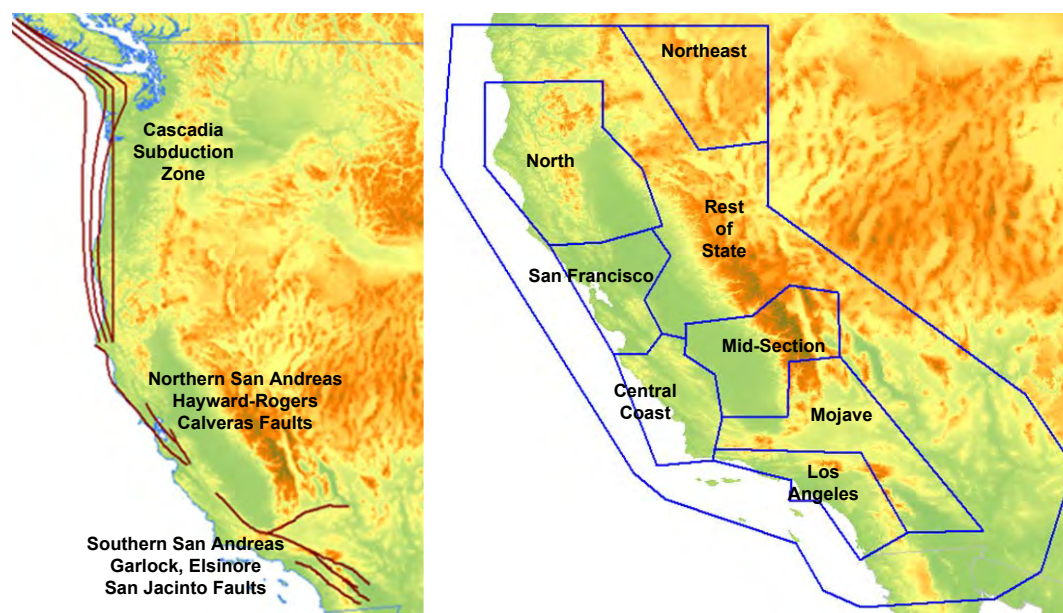 Cascadia
Subduction
Zone
Northern San Andreas
Hayward-Rogers
Calveras Faults
Southern San Andreas
Garlock, Elsinore
San Jacinto Faults
Northeast
North
Rest
of
State
San Francisco
Mid-Section
Central
Coast
Mojave
Los
Angeles